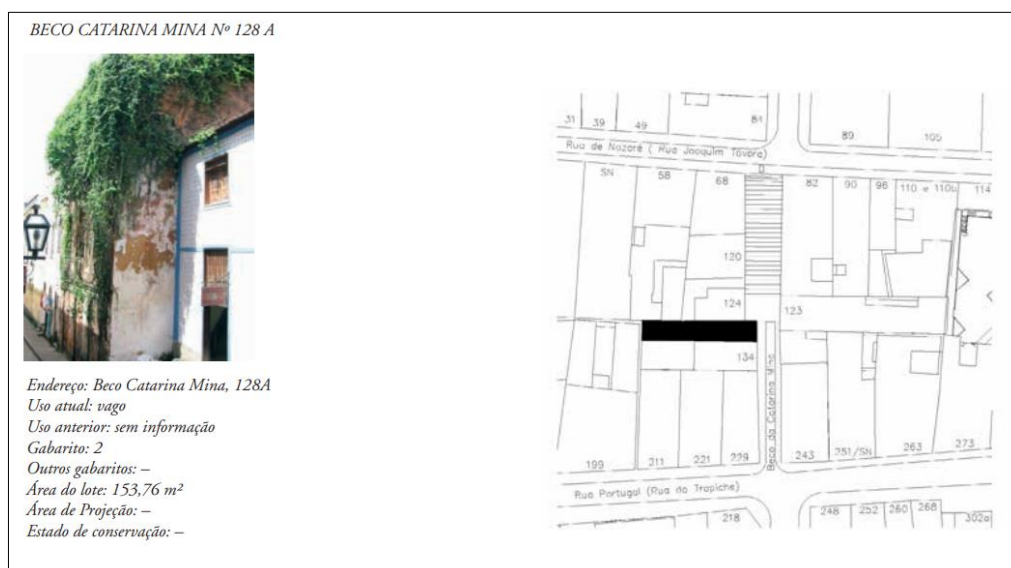 BECO CATARINA MINA Nº 128 A
Endereço: Beco Catarina Mina, 128A
Uso atual: vago
Uso anterior: sem informação
Gabarito: 2
Outros gabaritos: –
Área do lote: 153,76 m²
Área de Projeção: –
Estado de conservação: –
31 39 49 84 89 105
Rua de Nazaré ( Rua Joaquim Távora)
SN 58 68 82 90 96 110 e 110b 114
120
124
123
134
Beco da Catarina Mina
199 211 221 229 243 251/SN 263 273
Rua Portugal (Rua do Trapiche)
218 248 252 260 268 302a